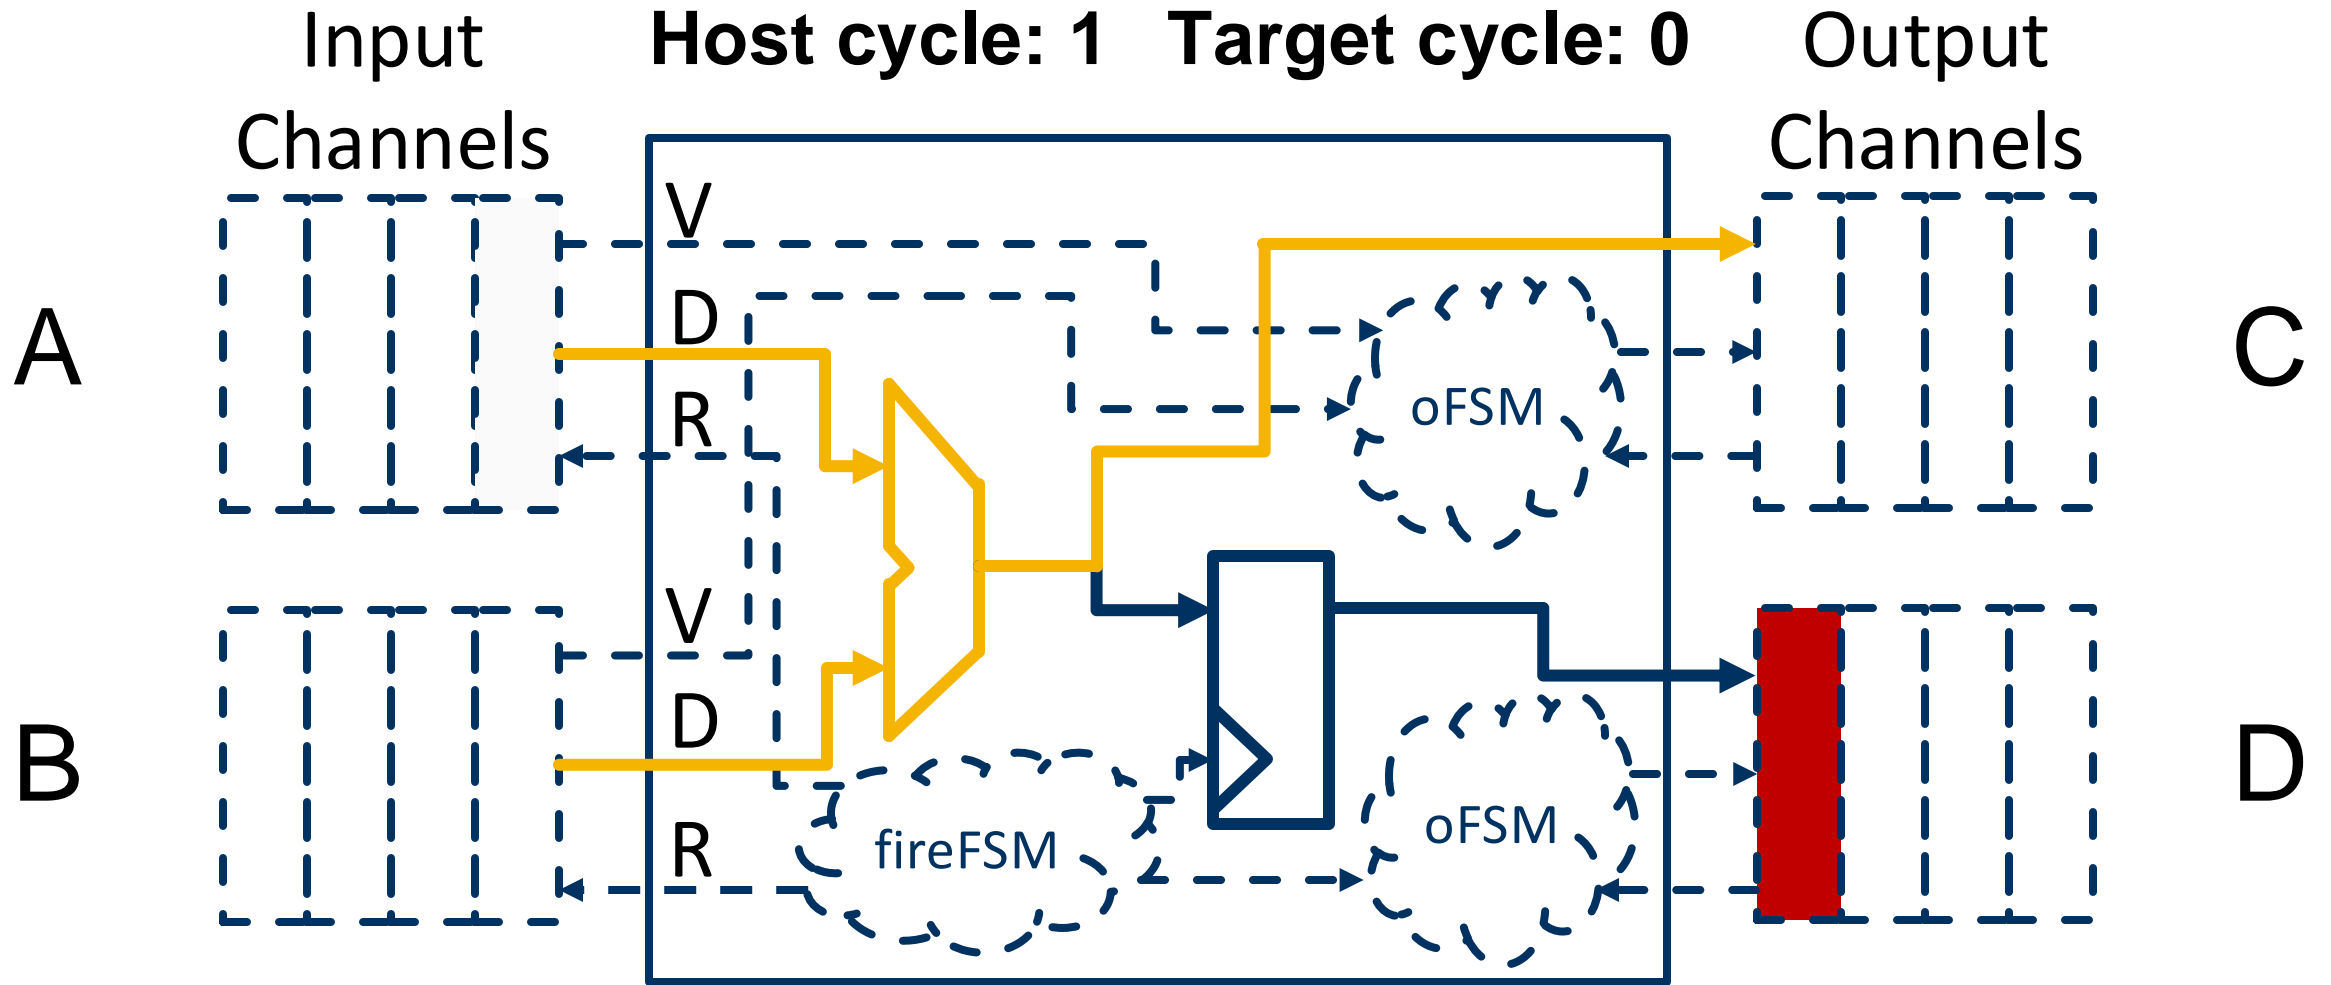 Input
Channels
Host cycle: 1 Target cycle: 0
Output
Channels
A
V
D
R
oFSM
C
B
V
D
R
fireFSM
oFSM
D